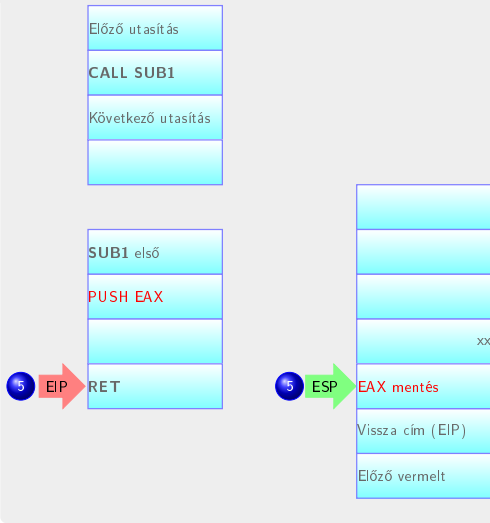 Előző utasítás
CALL SUB1
Következő utasítás
SUB1 első
PUSH EAX
xx
5 EIP RET
5 ESP EAX mentés
Vissza cím (EIP)
Előző vermelt